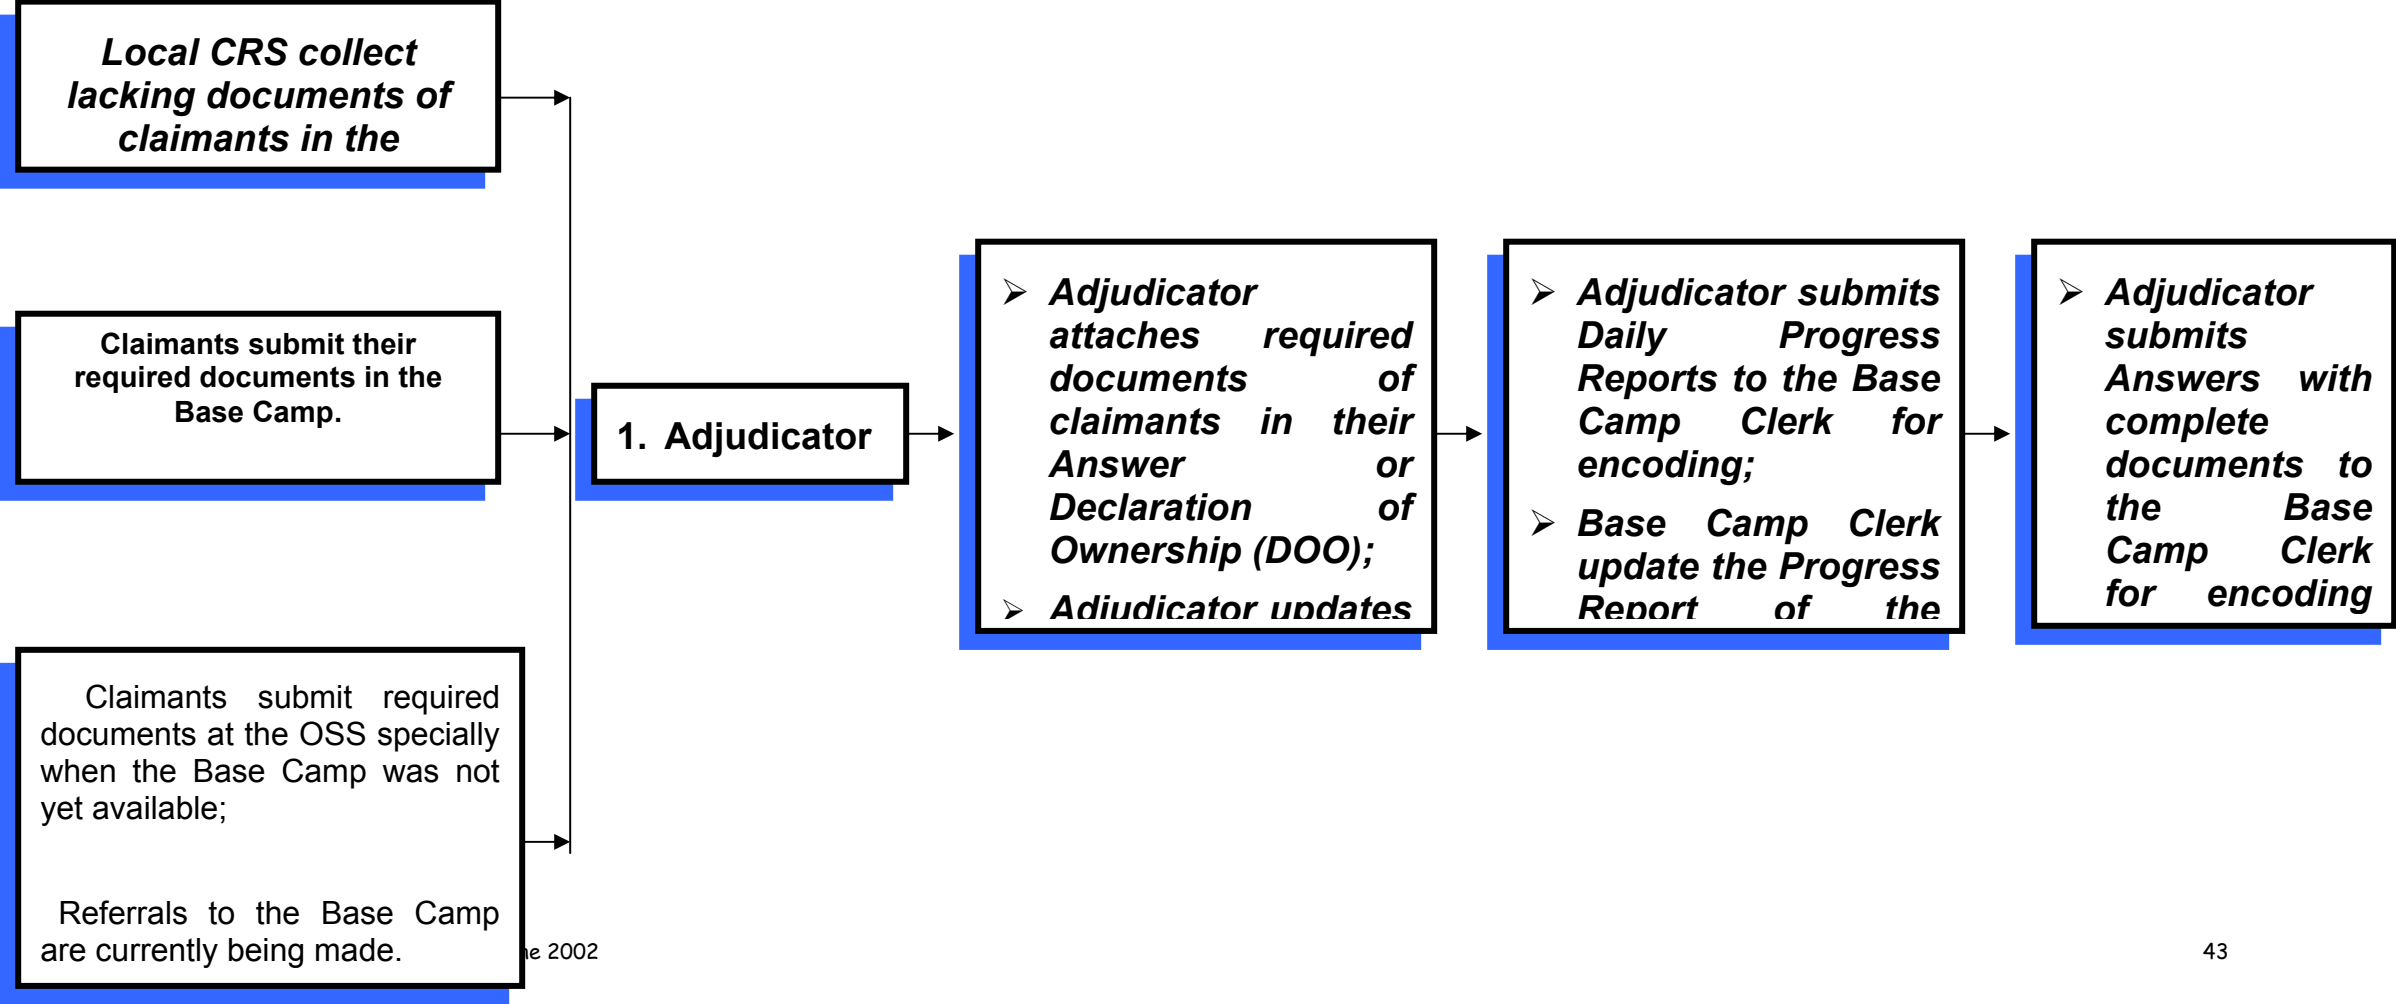 Local CRS collect
lacking documents of
claimants in the
Claimants submit their
required documents in the
Base Camp.
Claimants submit required
documents at the OSS specially
when the Base Camp was not
yet available;
Referrals to the Base Camp
are currently being made.
1. Adjudicator
➢ Adjudicator
attaches required
documents of
claimants in their
Answer or
Declaration of
Ownership (DOO);
➢ Adjudicator updates
➢ Adjudicator submits
Daily Progress
Reports to the Base
Camp Clerk for
encoding;
➢ Base Camp Clerk
update the Progress
Report of the
➢ Adjudicator
submits
Answers with
complete
documents to
the Base
Camp Clerk
for encoding
2002
43